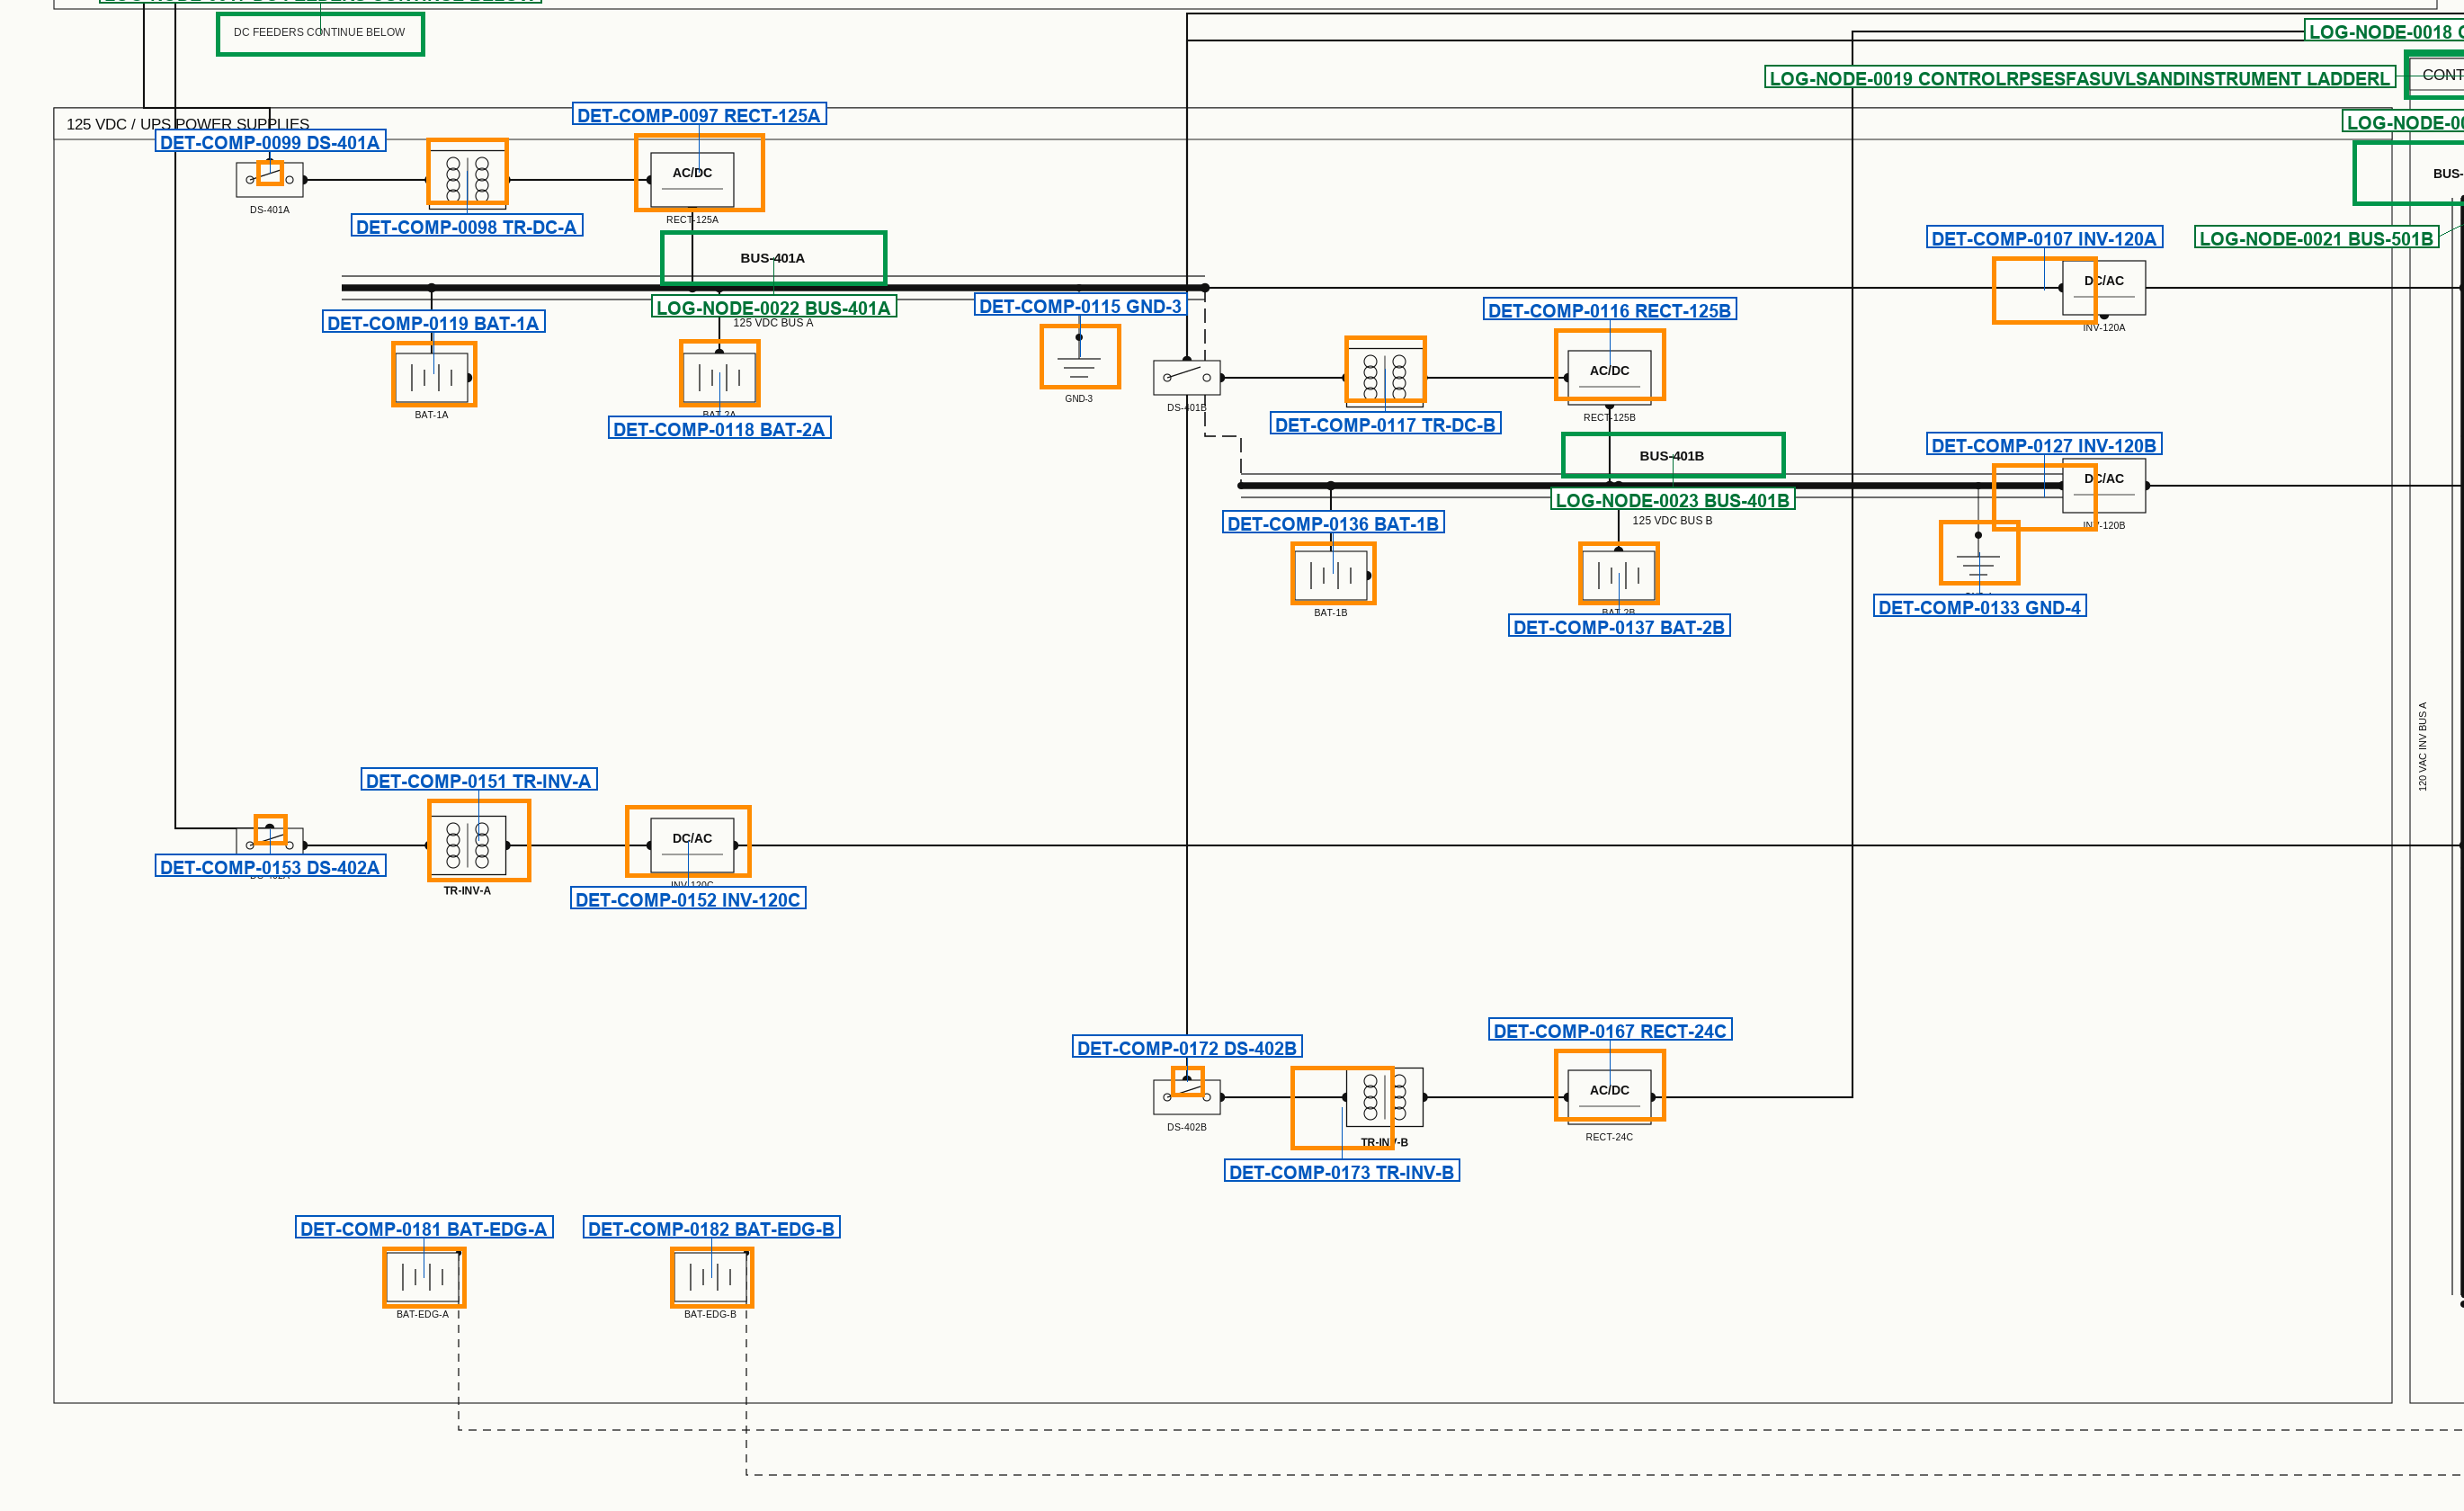 DC FEEDERS CONTINUE BELOW
LOG-NODE-0019 CONTROLRPSESFASUVLSANDINSTRUMENT LADDERL
125 VDC / UPS POWER SUPPLIES
DET-COMP-0099 DS-401A
DS-401A
DET-COMP-0098 TR-DC-A
DET-COMP-0097 RECT-125A
AC/DC
RECT-125A
BUS-401A
LOG-NODE-0022 BUS-401A
125 VDC BUS A
DET-COMP-0119 BAT-1A
BAT-1A
DET-COMP-0118 BAT-2A
DET-COMP-0115 GND-3
GND-3
DS-401B
DET-COMP-0117 TR-DC-B
DET-COMP-0116 RECT-125B
AC/DC
RECT-125B
DET-COMP-0107 INV-120A
DC/AC
INV-120A
LOG-NODE-0021 BUS-501B
BUS-401B
LOG-NODE-0023 BUS-401B
125 VDC BUS B
DET-COMP-0127 INV-120B
DC/AC
INV-120B
DET-COMP-0136 BAT-1B
BAT-1B
DET-COMP-0137 BAT-2B
DET-COMP-0133 GND-4
120 VAC INV BUS A
DET-COMP-0153 DS-402A
DET-COMP-0151 TR-INV-A
TR-INV-A
DC/AC
DET-COMP-0152 INV-120C
DET-COMP-0172 DS-402B
DS-402B
TR-INV-B
DET-COMP-0173 TR-INV-B
DET-COMP-0167 RECT-24C
AC/DC
RECT-24C
DET-COMP-0181 BAT-EDG-A
BAT-EDG-A
DET-COMP-0182 BAT-EDG-B
BAT-EDG-B